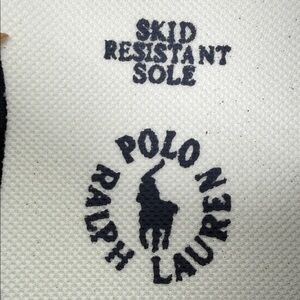 SKID
RESISTANT
SOLE
POLO
RALPH LAUREN